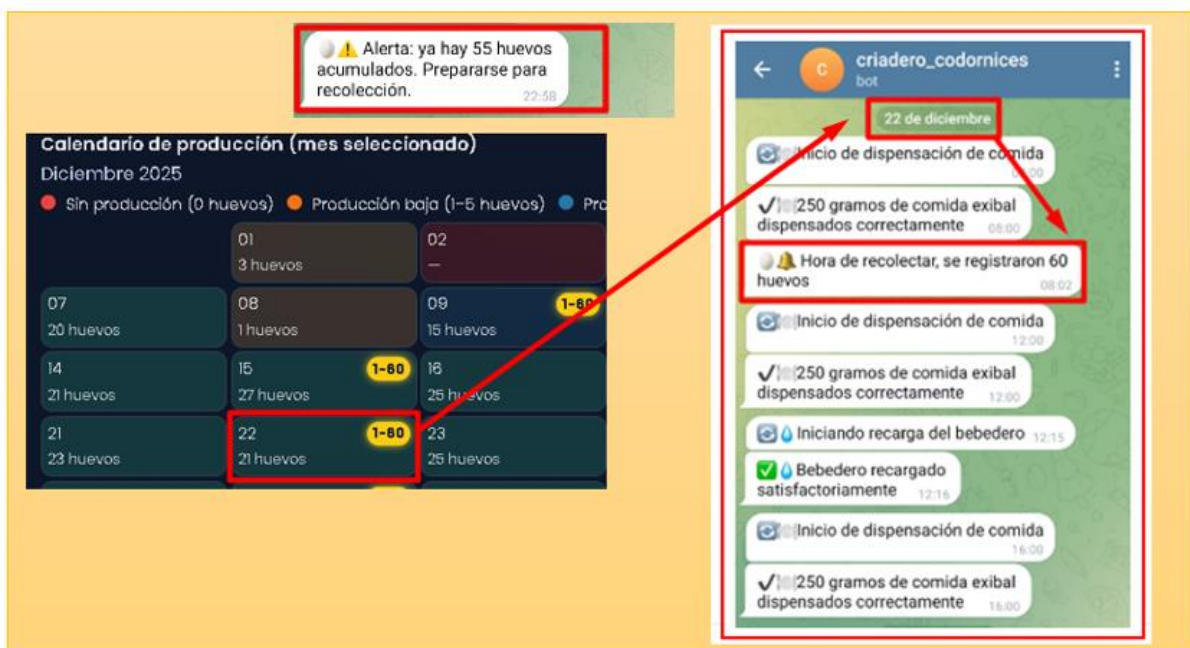 Alerta: ya hay 55 huevos
acumulados. Prepararse para
recolección.
22:58
Calendario de producción (mes seleccionado)
Diciembre 2025
Sin producción (0 huevos) Producción baja (1-5 huevos)
01
3 huevos
02
—
07
20 huevos
08
1 huevos
09 1-60
15 huevos
14
21 huevos
15 1-60
27 huevos
16
25 huevos
21
23 huevos
22 1-60
21 huevos
23
25 huevos
C
criadero_codornices
bot
22 de diciembre
Inicio de dispensación de comida
250 gramos de comida exibal
dispensados correctamente 08:00
Hora de recolectar, se registraron 60
huevos 08:02
Inicio de dispensación de comida
12:00
250 gramos de comida exibal
dispensados correctamente 12:00
Iniciando recarga del bebedero 12:15
Bebedero recargado
satisfactoriamente 12:16
Inicio de dispensación de comida
16:00
250 gramos de comida exibal
dispensados correctamente 16:00